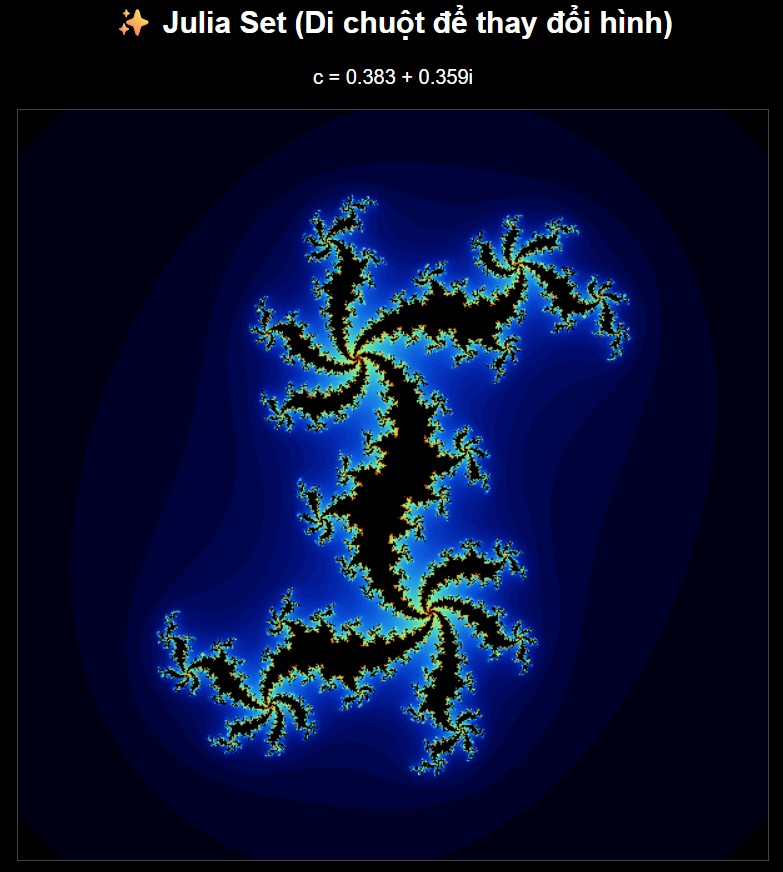 ✨ Julia Set (Di chuột để thay đổi hình)
c = 0.383 + 0.359i